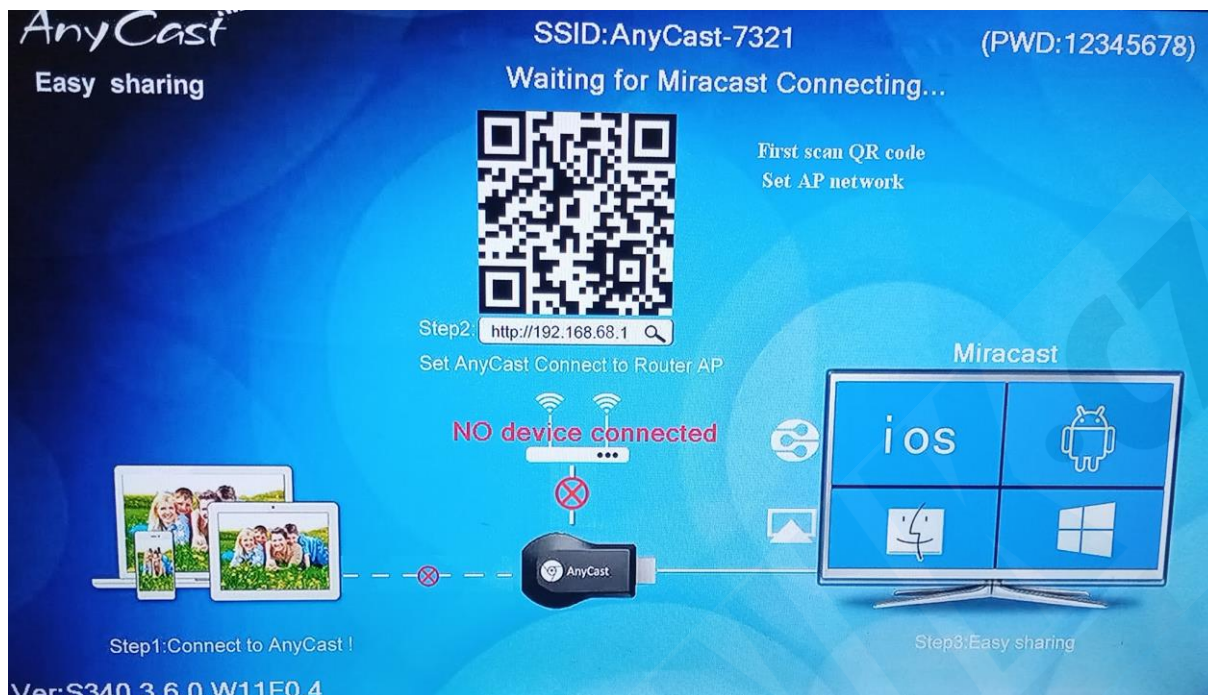 AnyCast
SSID:AnyCast-7321
(PWD:12345678)
Easy sharing
Waiting for Miracast Connecting...
First scan QR code
Set AP network
Step2: http://192.168.68.1
Set AnyCast Connect to Router AP
Miracast
NO device connected
ios
AnyCast
Step1:Connect to AnyCast !
Step3:Easy sharing
Ver:S340 3.6.0 W11F0.4